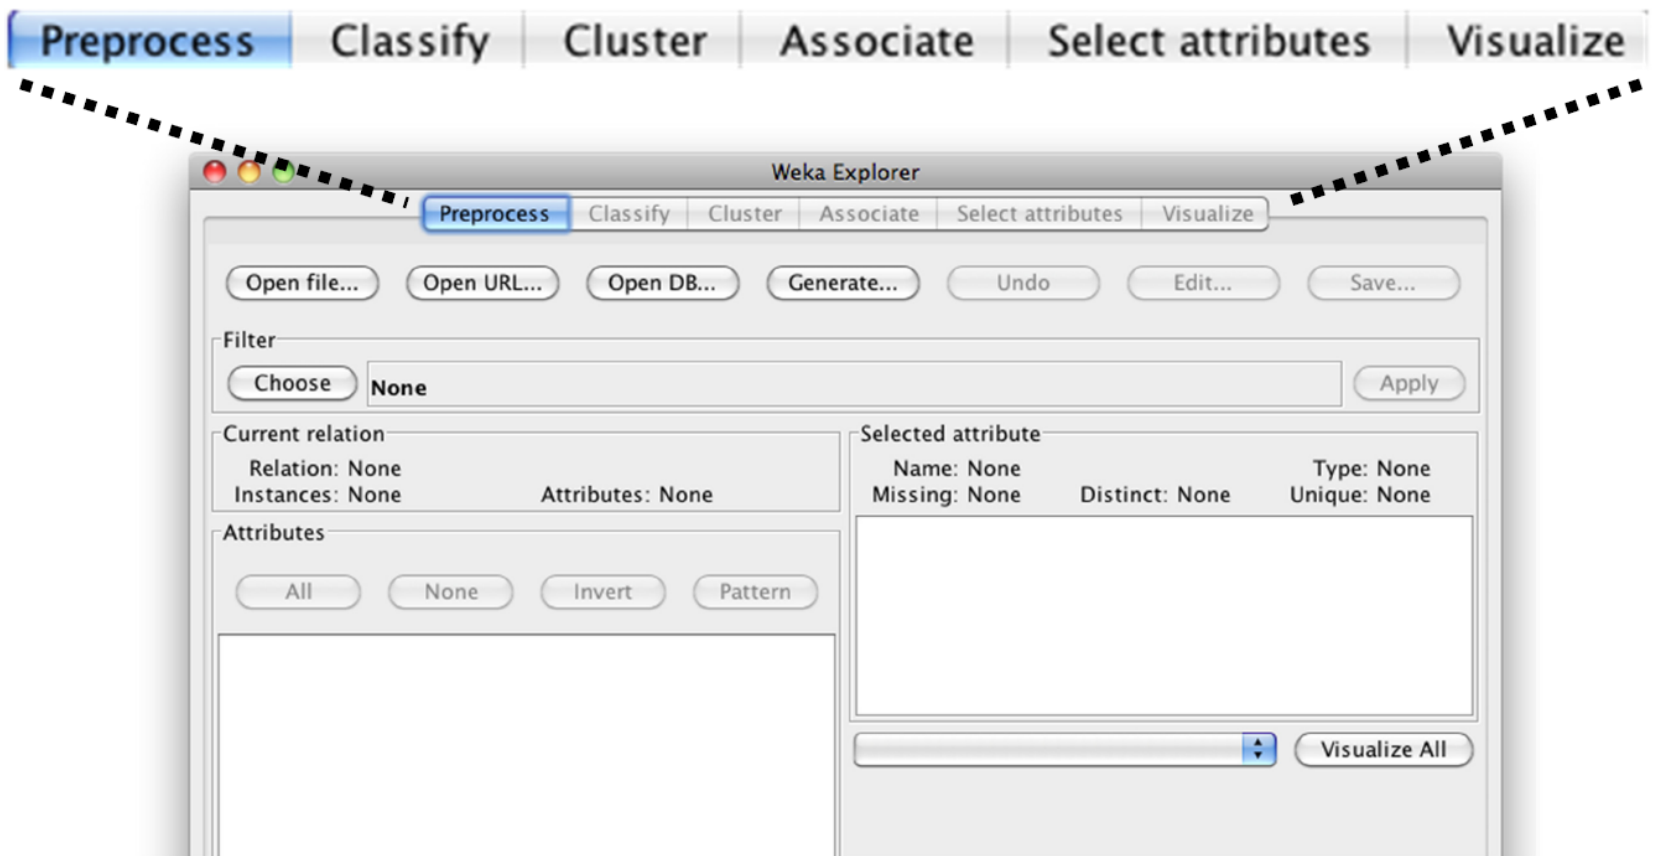 Preprocess Classify Cluster Associate Select attributes Visualize
Weka Explorer
Preprocess Classify Cluster Associate Select attributes Visualize
Open file... Open URL... Open DB... Generate... Undo Edit... Save...
Filter
Choose None Apply
Current relation
Relation: None
Instances: None Attributes: None
Selected attribute
Name: None Type: None
Missing: None Distinct: None Unique: None
Attributes
All None Invert Pattern
Visualize All